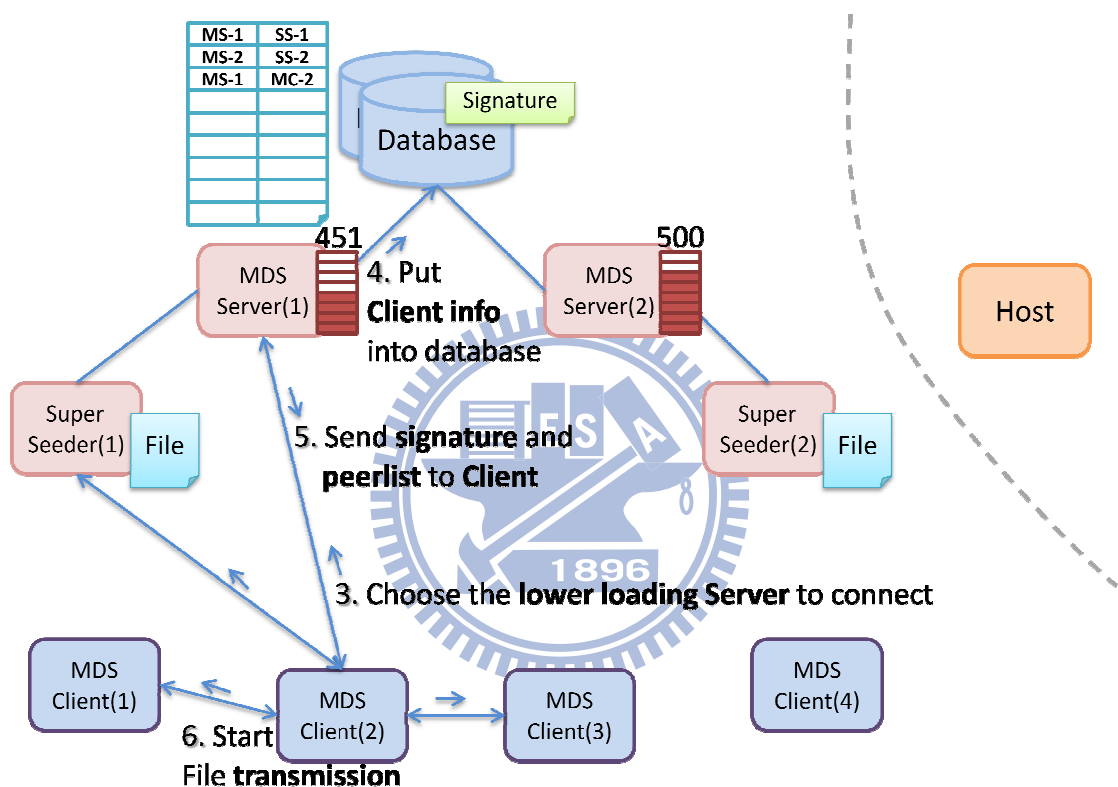 MS-1 SS-1
MS-2 SS-2
MS-1 MC-2
Signature
Database
451
500
MDS
Server(1)
4. Put
Client info
into database
MDS
Server(2)
Host
Super
Seeder(1)
File
5. Send signature and
peerlist to Client
Super
Seeder(2)
File
E S A
1896
3. Choose the lower loading Server to connect
MDS
Client(1)
MDS
Client(2)
MDS
Client(3)
MDS
Client(4)
6. Start
File transmission